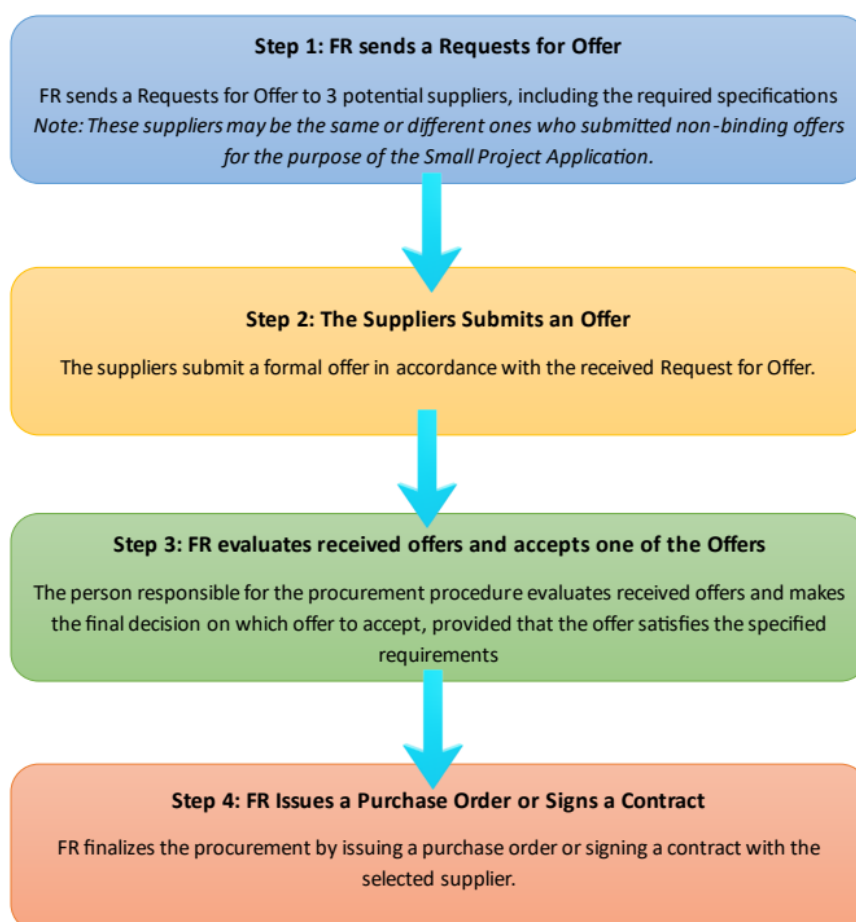 Step 1: FR sends a Requests for Offer
FR sends a Requests for Offer to 3 potential suppliers, including the required specifications
Note: These suppliers may be the same or different ones who submitted non-binding offers
for the purpose of the Small Project Application.
Step 2: The Suppliers Submits an Offer
The suppliers submit a formal offer in accordance with the received Request for Offer.
Step 3: FR evaluates received offers and accepts one of the Offers
The person responsible for the procurement procedure evaluates received offers and makes
the final decision on which offer to accept, provided that the offer satisfies the specified
requirements
Step 4: FR Issues a Purchase Order or Signs a Contract
FR finalizes the procurement by issuing a purchase order or signing a contract with the
selected supplier.